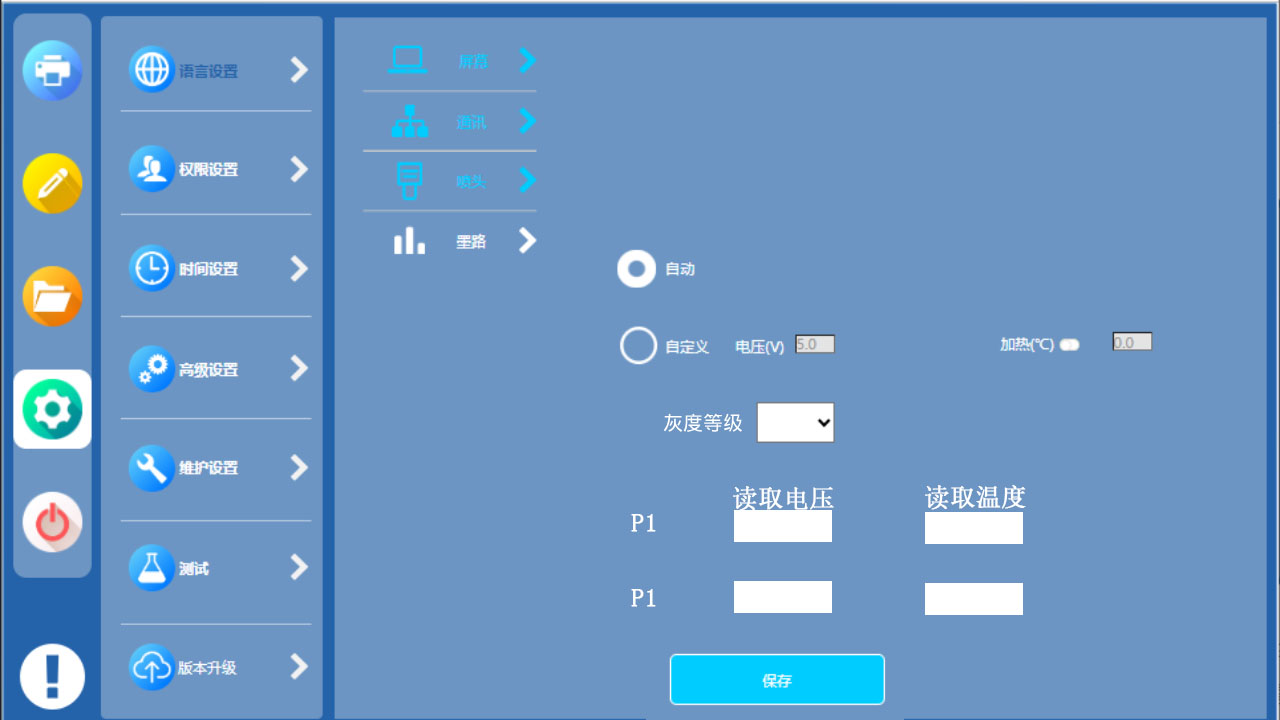 语言设置
权限设置
时间设置
高级设置
维护设置
测试
版本升级
屏幕
通讯
喷头
墨路
自动
自定义 电压(V) 5.0 加热(℃) 0.0
灰度等级
读取电压 读取温度
P1
P1
保存